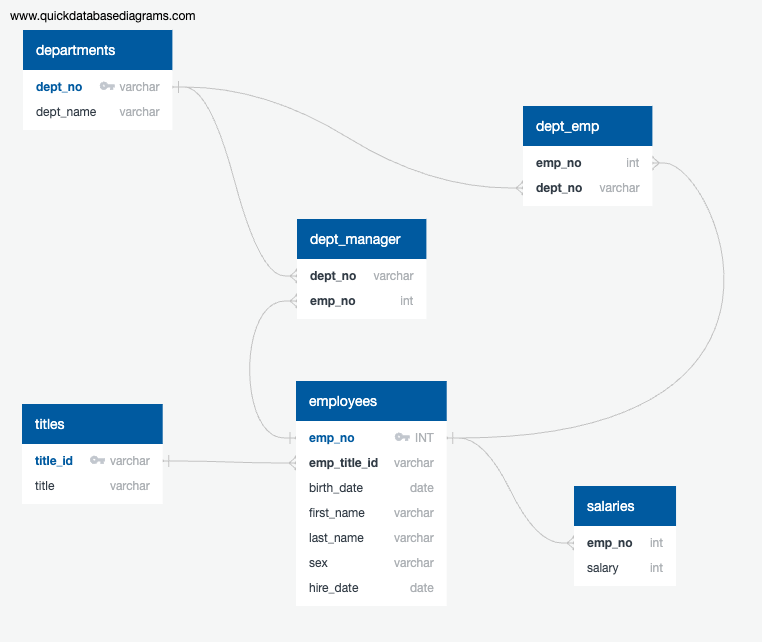 www.quickdatabasediagrams.com
departments
dept_no varchar
dept_name varchar
dept_emp
emp_no int
dept_no varchar
dept_manager
dept_no varchar
emp_no int
employees
emp_no INT
emp_title_id varchar
birth_date date
first_name varchar
last_name varchar
sex varchar
hire_date date
titles
title_id varchar
title varchar
salaries
emp_no int
salary int